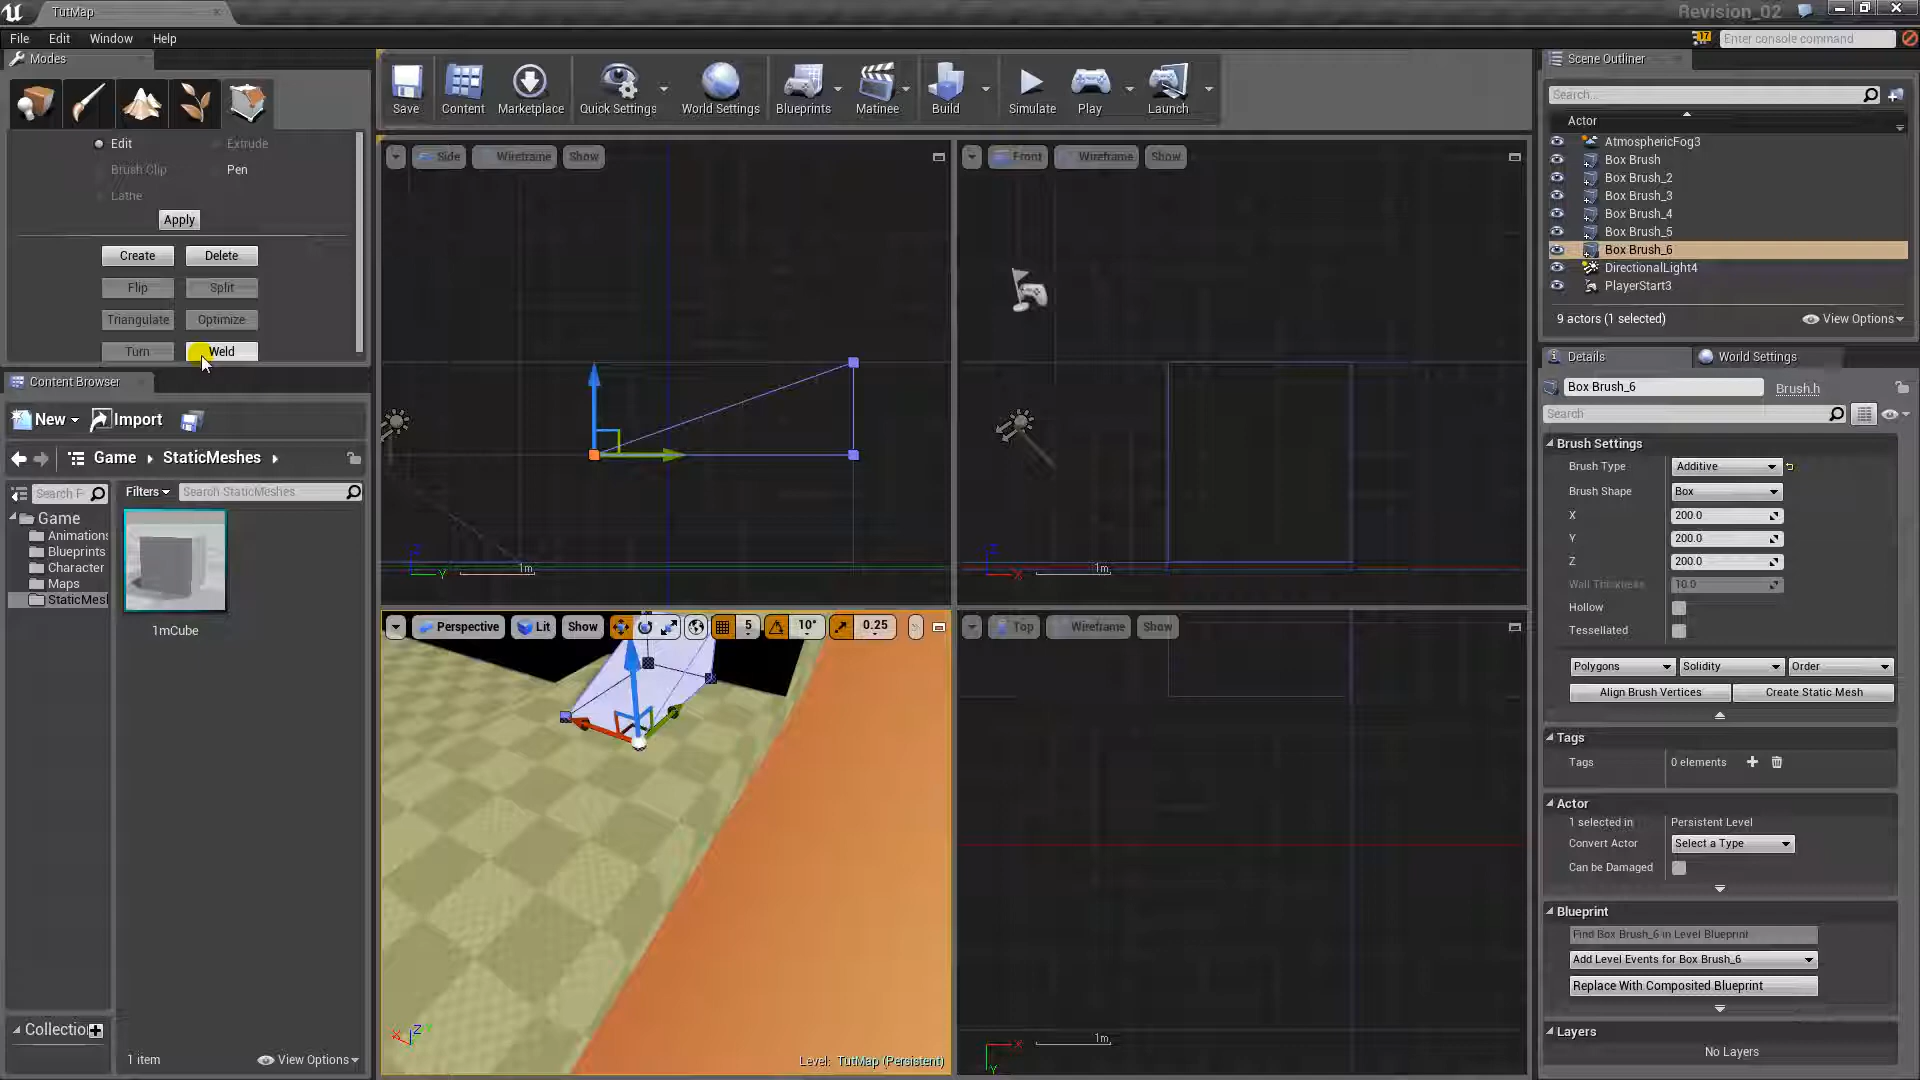 TutMap
Revision_02
File Edit Window Help
17
Enter console command
Modes
Edit Extrude
Brush Clip Pen
Lathe
Apply
Create Delete
Flip Split
Triangulate Optimize
Turn Weld
Save Content Marketplace Quick Settings World Settings Blueprints Matinee Build Simulate Play Launch
Side Wireframe Show
1m
Front Wireframe Show
1m
Perspective Lit Show 5 10° 0.25
Level: TutMap (Persistent)
Top Wireframe Show
1m
Content Browser
New Import
Game StaticMeshes
Search F Filters Search StaticMeshes
Game
Animation
Blueprints
Character
Maps
StaticMesl
1mCube
Collectio
1 item View Options
Scene Outliner
Search...
Actor
AtmosphericFog3
Box Brush
Box Brush_2
Box Brush_3
Box Brush_4
Box Brush_5
Box Brush_6
DirectionalLight4
PlayerStart3
9 actors (1 selected) View Options
Details World Settings
Box Brush_6 Brush.h
Search
Brush Settings
Brush Type Additive
Brush Shape Box
X 200.0
Y 200.0
Z 200.0
Wall Thickness 10.0
Hollow
Tessellated
Polygons Solidity Order
Align Brush Vertices Create Static Mesh
Tags
Tags 0 elements
Actor
1 selected in Persistent Level
Convert Actor Select a Type
Can be Damaged
Blueprint
Find Box Brush_6 in Level Blueprint
Add Level Events for Box Brush_6
Replace With Composited Blueprint
Layers
No Layers